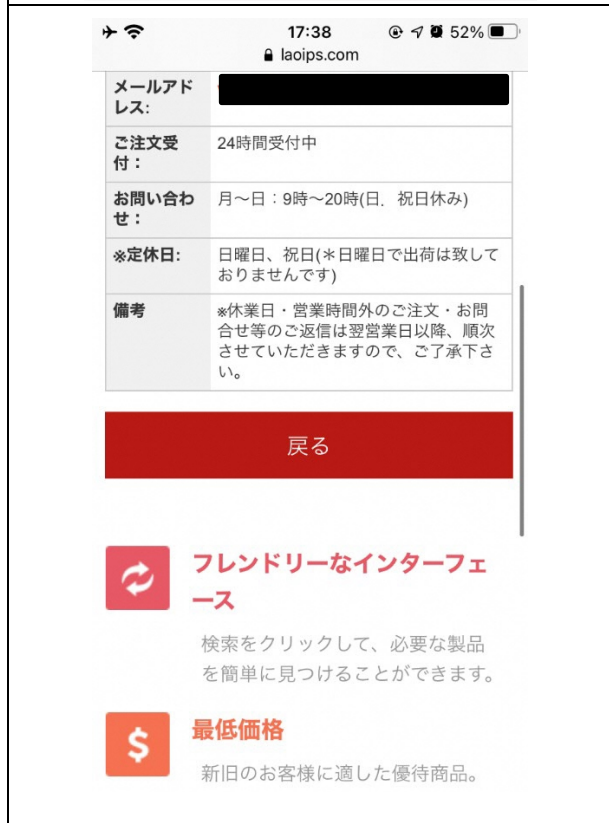 17:38
52%
laoips.com
メールアド
レス:
ご注文受
付：
24時間受付中
お問い合わ
せ：
月〜日：9時〜20時(日．祝日休み)
※定休日:
日曜日、祝日(＊日曜日で出荷は致して
おりませんです)
備考
※休業日・営業時間外のご注文・お問
合せ等のご返信は翌営業日以降、順次
させていただきますので、ご了承下さ
い。
戻る
フレンドリーなインターフェ
ース
検索をクリックして、必要な製品
を簡単に見つけることができます。
$
最低価格
新旧のお客様に適した優待商品。